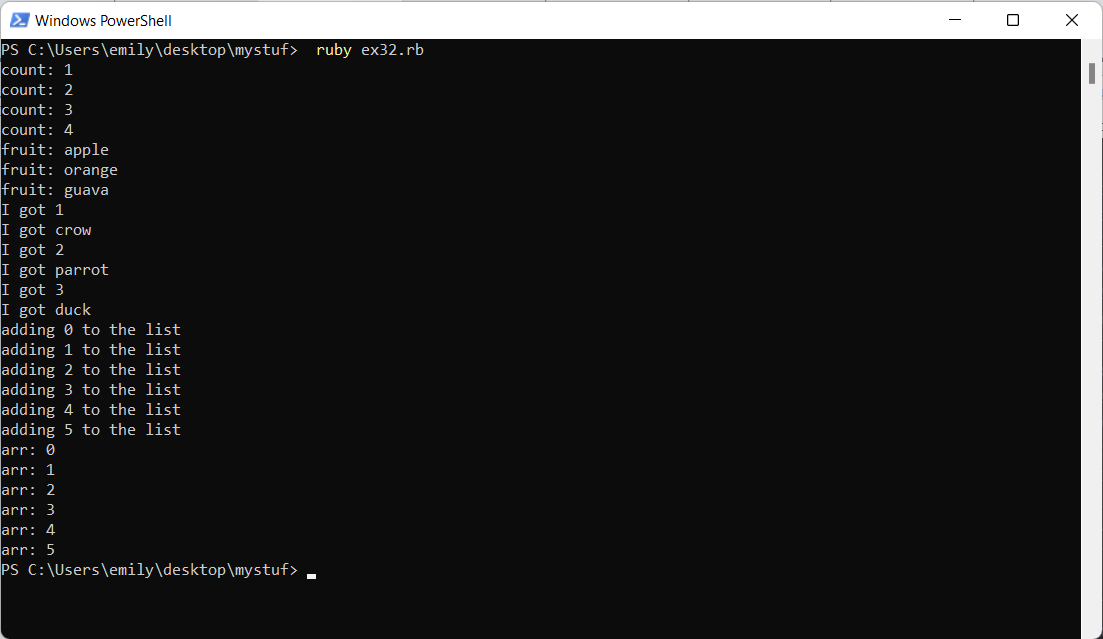 Windows PowerShell
PS C:\Users\emily\desktop\mystuf>  ruby ex32.rb
count: 1
count: 2
count: 3
count: 4
fruit: apple
fruit: orange
fruit: guava
I got 1
I got crow
I got 2
I got parrot
I got 3
I got duck
adding 0 to the list
adding 1 to the list
adding 2 to the list
adding 3 to the list
adding 4 to the list
adding 5 to the list
arr: 0
arr: 1
arr: 2
arr: 3
arr: 4
arr: 5
PS C:\Users\emily\desktop\mystuf>